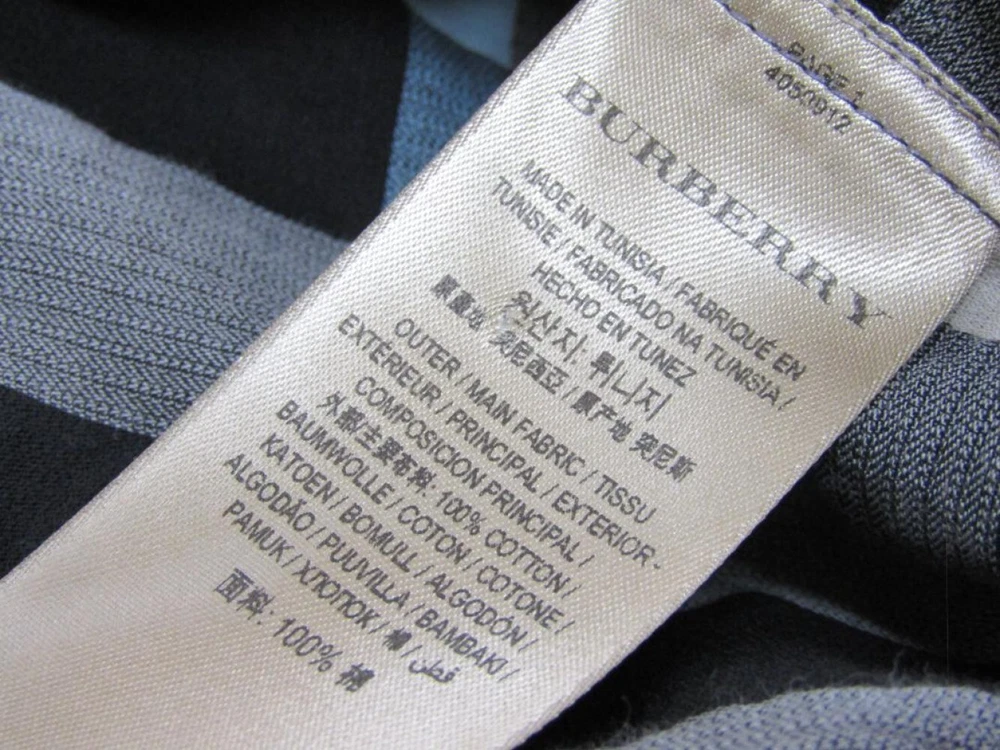 PAGE 1
4050912
BURBERRY
MADE IN TUNISIA / FABRIQUÉ EN
TUNISIE / FABRICADO NA TUNISIA /
HECHO EN TUNEZ
원산지: 튀니지
原產地 突尼西亞 / 原产地 突尼斯
OUTER / MAIN FABRIC / TISSU
EXTÉRIEUR / PRINCIPAL / EXTERIOR-
COMPOSICION PRINCIPAL /
外部/主要布料: 100% COTTON /
BAUMWOLLE / COTON / COTONE /
KATOEN / BOMULL / ALGODÓN /
ALGODÃO / PUUVILLA / BAMBAKI /
PAMUK / ХЛОПОК / 棉 / قطن
面料: 100% 棉